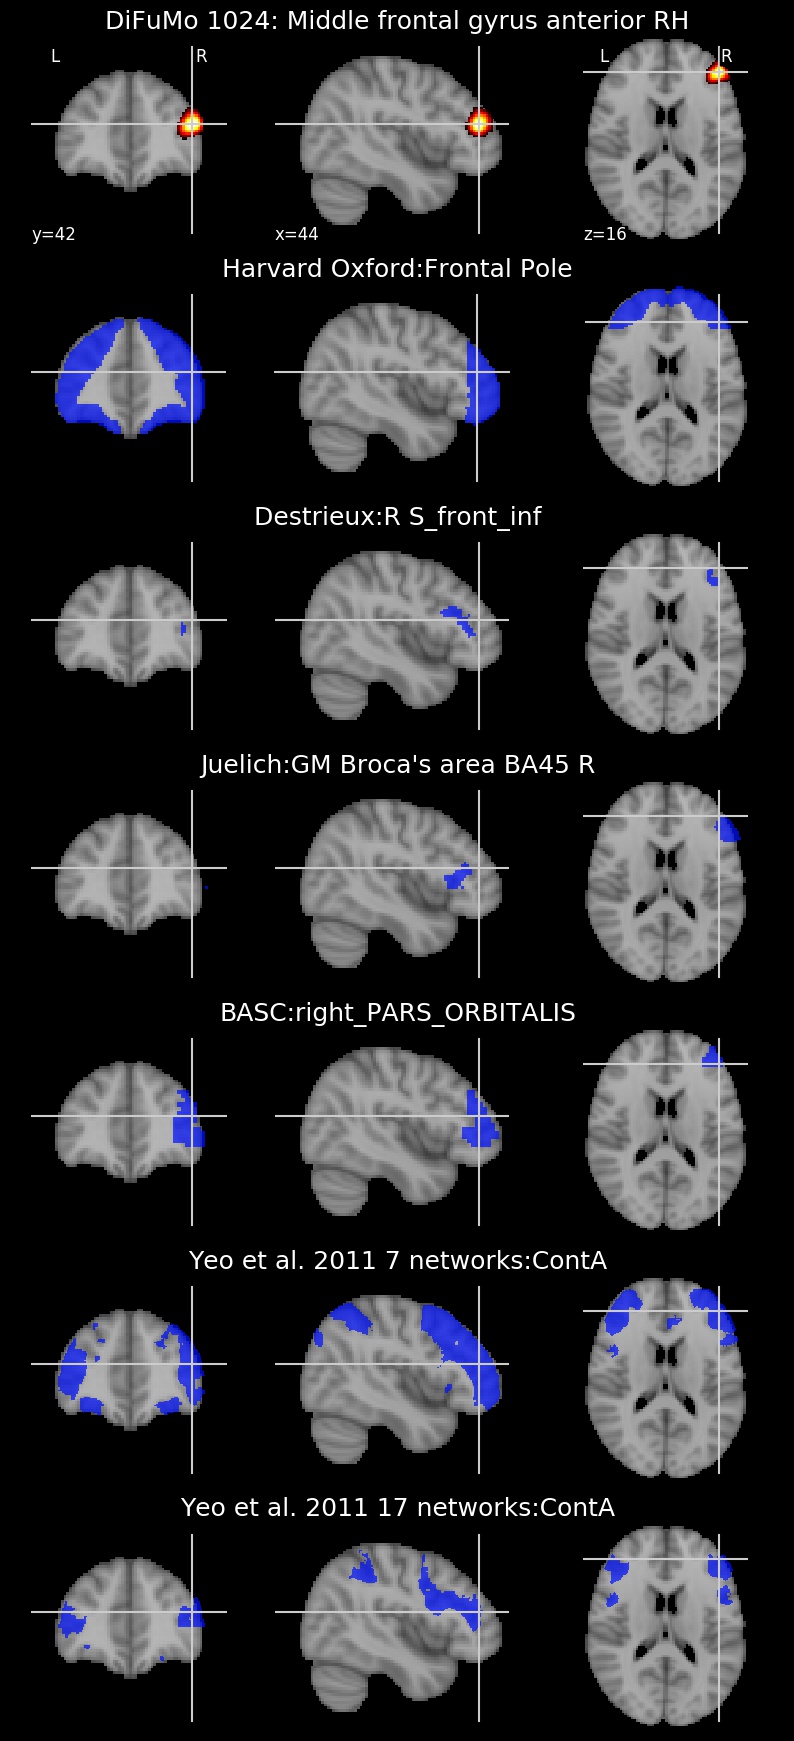 DiFuMo 1024: Middle frontal gyrus anterior RH
L R L R
y=42 x=44 z=16
Harvard Oxford:Frontal Pole
Destrieux:R S_front_inf
Juelich:GM Broca's area BA45 R
BASC:right_PARS_ORBITALIS
Yeo et al. 2011 7 networks:ContA
Yeo et al. 2011 17 networks:ContA